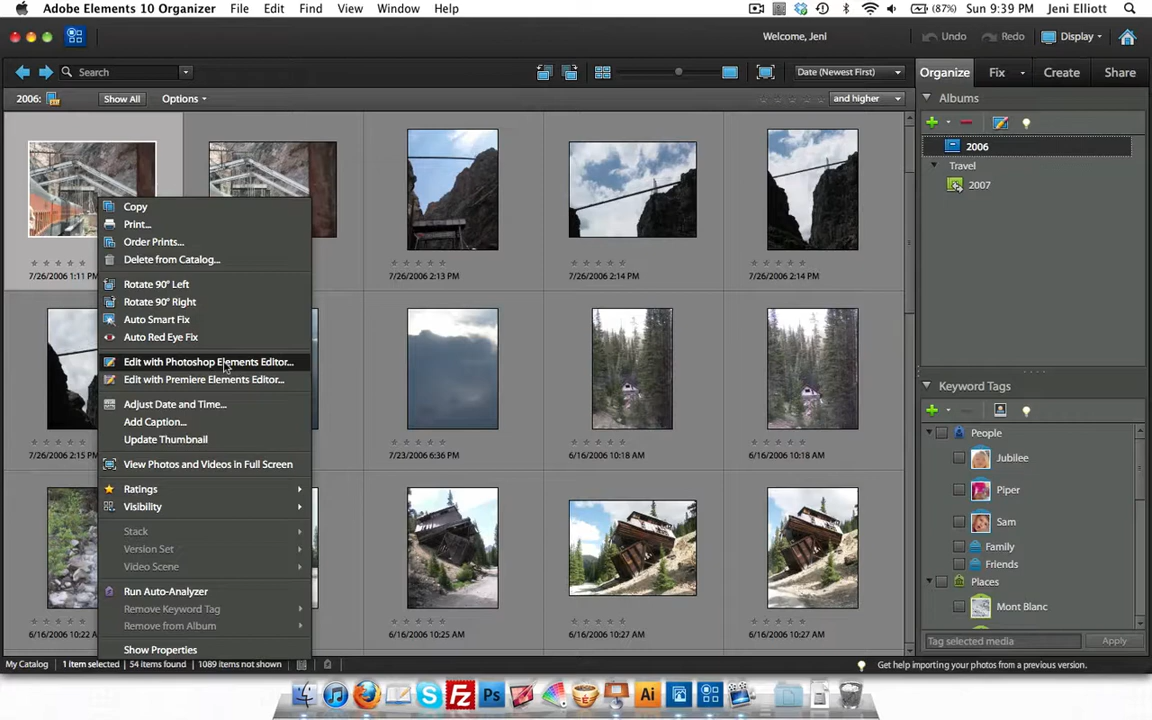 Adobe Elements 10 Organizer File Edit Find View Window Help (87%) Sun 9:39 PM Jeni Elliott
Welcome, Jeni Undo Redo Display
Search Date (Newest First) Organize Fix Create Share
2006: Show All Options and higher
Albums
2006
Travel
2007
7/26/2006 1:11 PM 7/26/2006 2:13 PM 7/26/2006 2:14 PM 7/26/2006 2:14 PM
Copy
Print...
Order Prints...
Delete from Catalog...
Rotate 90° Left
Rotate 90° Right
Auto Smart Fix
Auto Red Eye Fix
Edit with Photoshop Elements Editor...
Edit with Premiere Elements Editor...
Adjust Date and Time...
Add Caption...
Update Thumbnail
View Photos and Videos in Full Screen
Ratings
Visibility
Stack
Version Set
Video Scene
Run Auto-Analyzer
Remove Keyword Tag
Remove from Album
Show Properties
7/26/2006 2:15 PM 7/23/2006 6:36 PM 6/16/2006 10:18 AM 6/16/2006 10:18 AM
6/16/2006 10:22 AM 6/16/2006 10:25 AM 6/16/2006 10:27 AM 6/16/2006 10:27 AM
Keyword Tags
People
Jubilee
Piper
Sam
Family
Friends
Places
Mont Blanc
Tag selected media Apply
My Catalog 1 item selected 54 items found 1089 items not shown Get help importing your photos from a previous version.
Fz Ps Ai